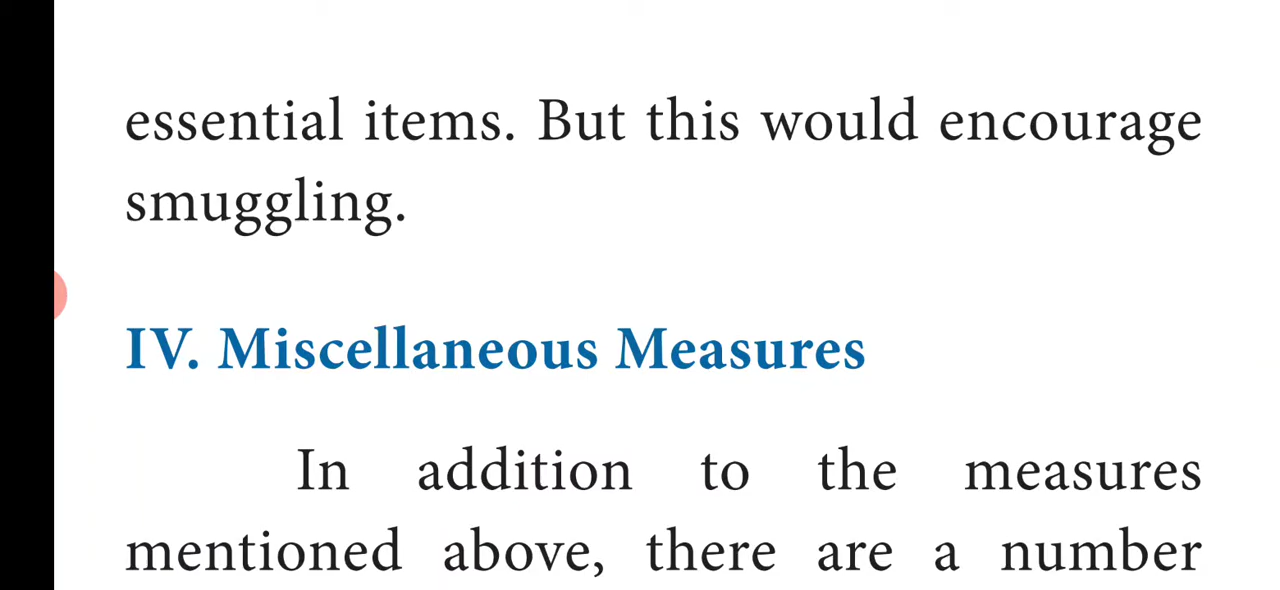 essential items. But this would encourage
smuggling.
IV. Miscellaneous Measures
In addition to the measures
mentioned above, there are a number